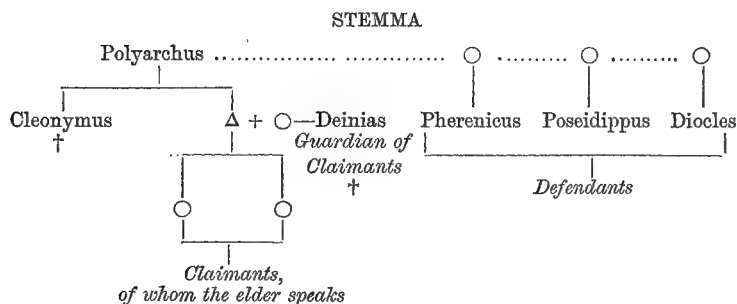 STEMMA
Polyarchus
Cleonymus
†
Δ + Deinias
Guardian of
Claimants
†
Pherenicus Poseidippus Diocles
Defendants
Claimants,
of whom the elder speaks